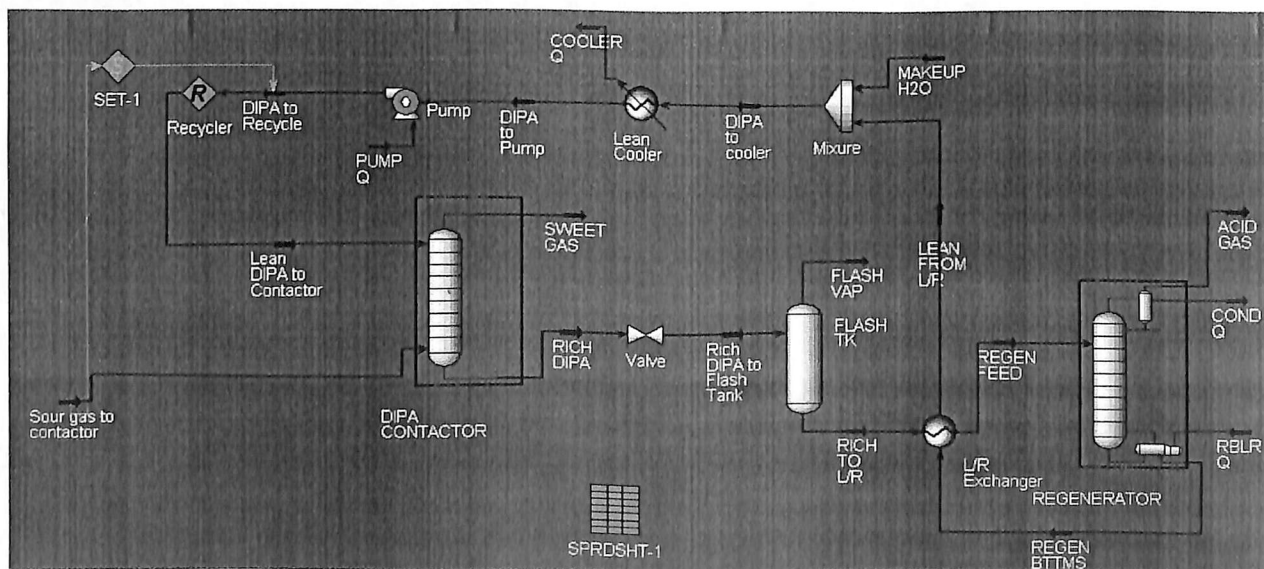 COOLER
Q
MAKEUP
H2O
S
SET-1
R
Recycler
DIPA to
Recycle
Pump
PUMP
Q
DIPA
to
Pump
Lean
Cooler
DIPA
to
cooler
Mixure
SWEET
GAS
Lean
DIPA to
Contactor
FLASH
VAP
LEAN
FROM
L/R
ACID
GAS
COND
Q
RICH
DIPA
Valve
Rich
DIPA to
Flash
Tank
FLASH
TK
REGEN
FEED
Sour gas to
contactor
DIPA
CONTACTOR
RICH
TO
L/R
L/R
Exchanger
RBLR
Q
REGENERATOR
SPRDSHT-1
REGEN
BTTMS